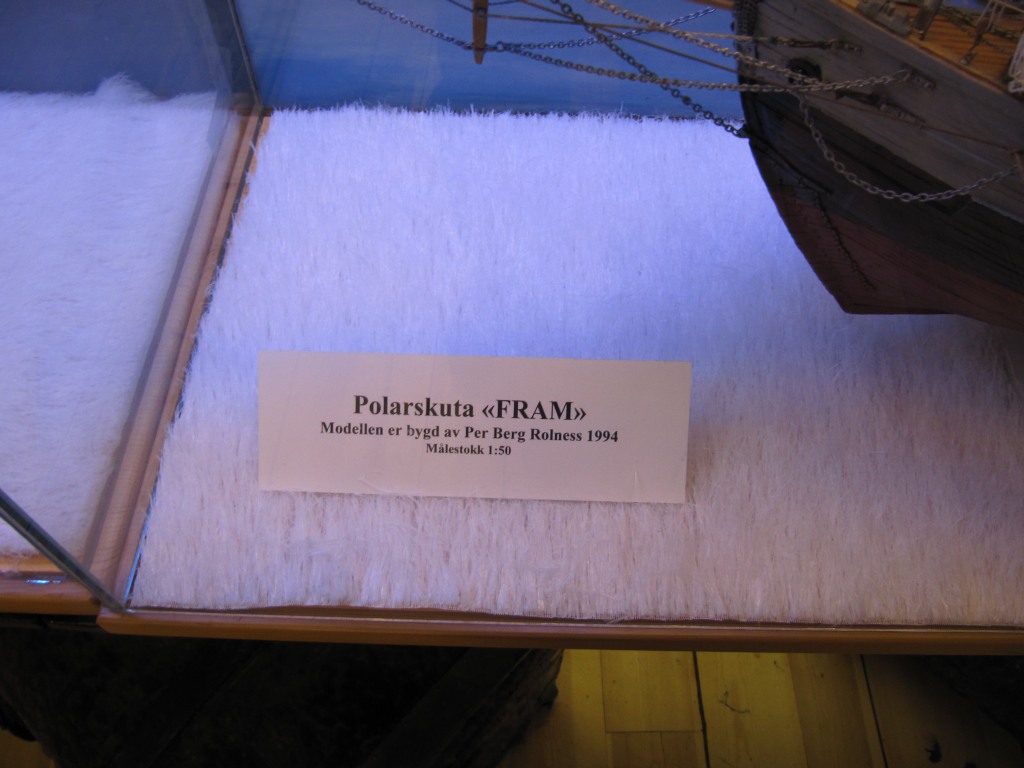 Polarskuta «FRAM»
Modellen er bygd av Per Berg Rolness 1994
Målestokk 1:50